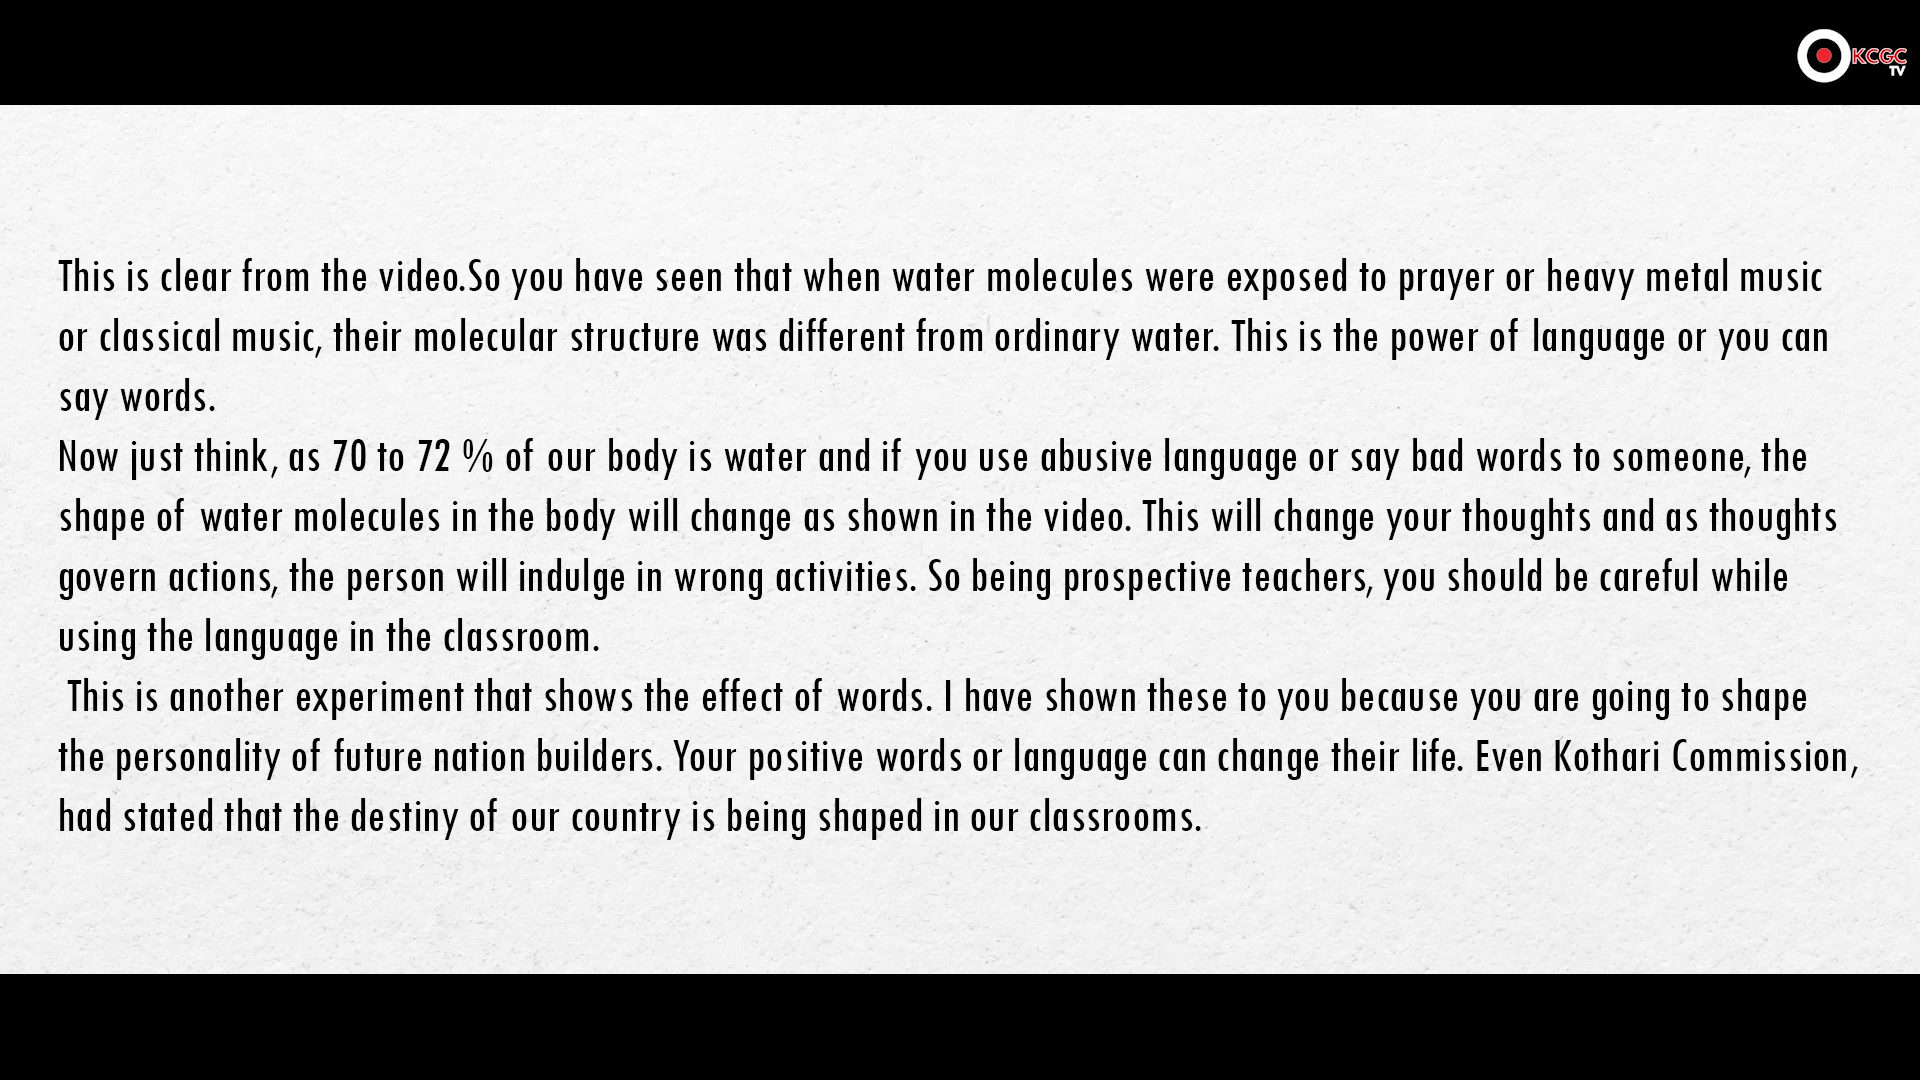 KCGC
TV
This is clear from the video.So you have seen that when water molecules were exposed to prayer or heavy metal music
or classical music, their molecular structure was different from ordinary water. This is the power of language or you can
say words.
Now just think, as 70 to 72 % of our body is water and if you use abusive language or say bad words to someone, the
shape of water molecules in the body will change as shown in the video. This will change your thoughts and as thoughts
govern actions, the person will indulge in wrong activities. So being prospective teachers, you should be careful while
using the language in the classroom.
This is another experiment that shows the effect of words. I have shown these to you because you are going to shape
the personality of future nation builders. Your positive words or language can change their life. Even Kothari Commission,
had stated that the destiny of our country is being shaped in our classrooms.